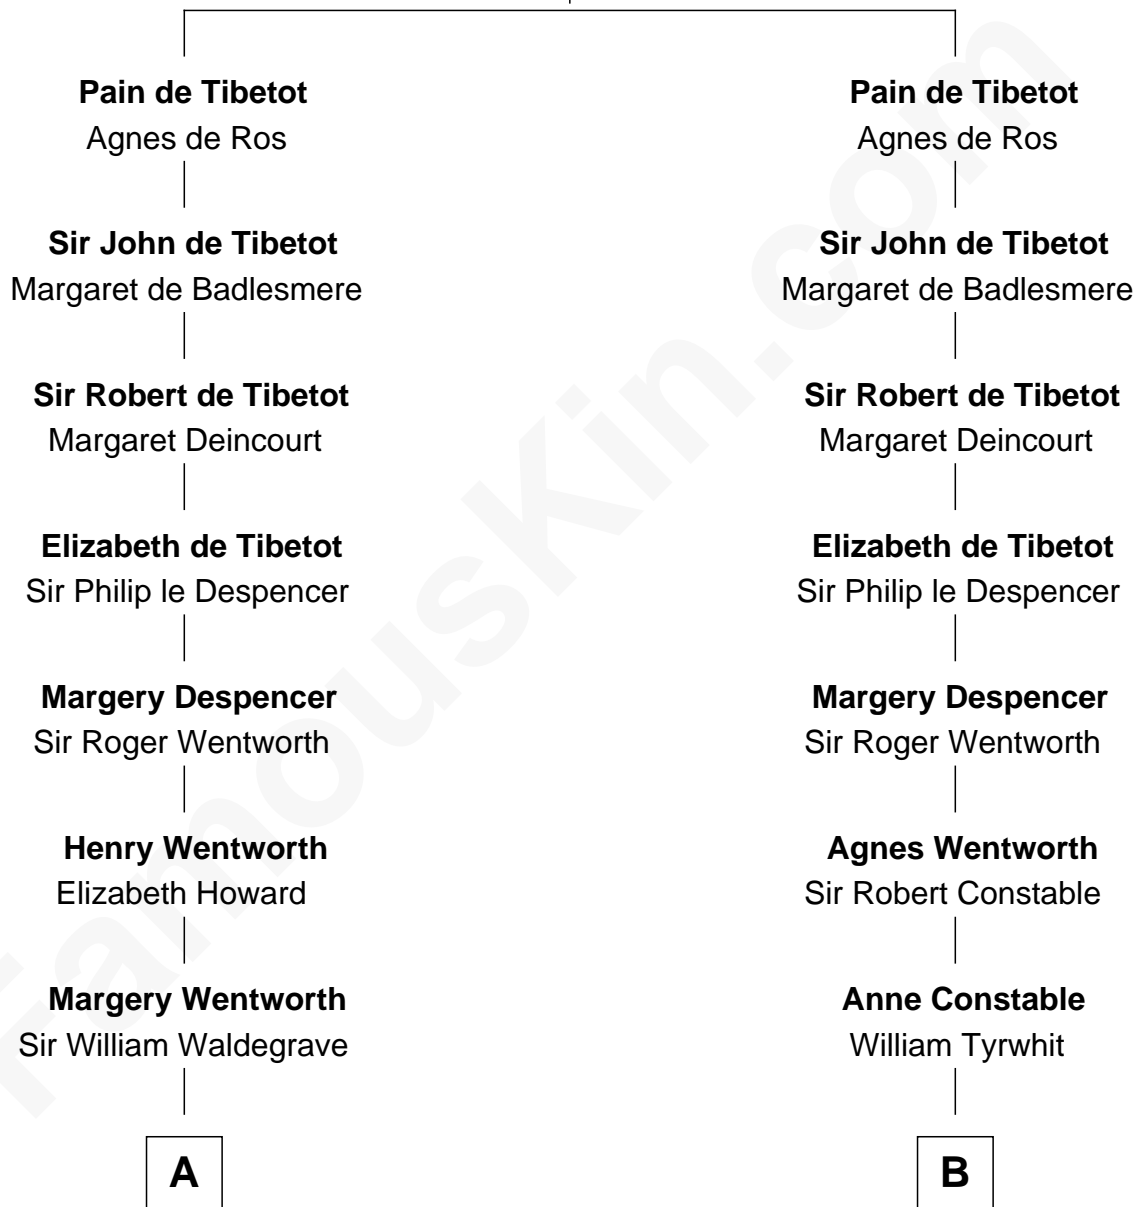 Pain de Tibetot
Agnes de Ros
Sir John de Tibetot
Margaret de Badlesmere
Sir Robert de Tibetot
Margaret Deincourt
Elizabeth de Tibetot
Sir Philip le Despencer
Margery Despencer
Sir Roger Wentworth
Henry Wentworth
Elizabeth Howard
Margery Wentworth
Sir William Waldegrave
A
Pain de Tibetot
Agnes de Ros
Sir John de Tibetot
Margaret de Badlesmere
Sir Robert de Tibetot
Margaret Deincourt
Elizabeth de Tibetot
Sir Philip le Despencer
Margery Despencer
Sir Roger Wentworth
Agnes Wentworth
Sir Robert Constable
Anne Constable
William Tyrwhit
B
FamousKin.com